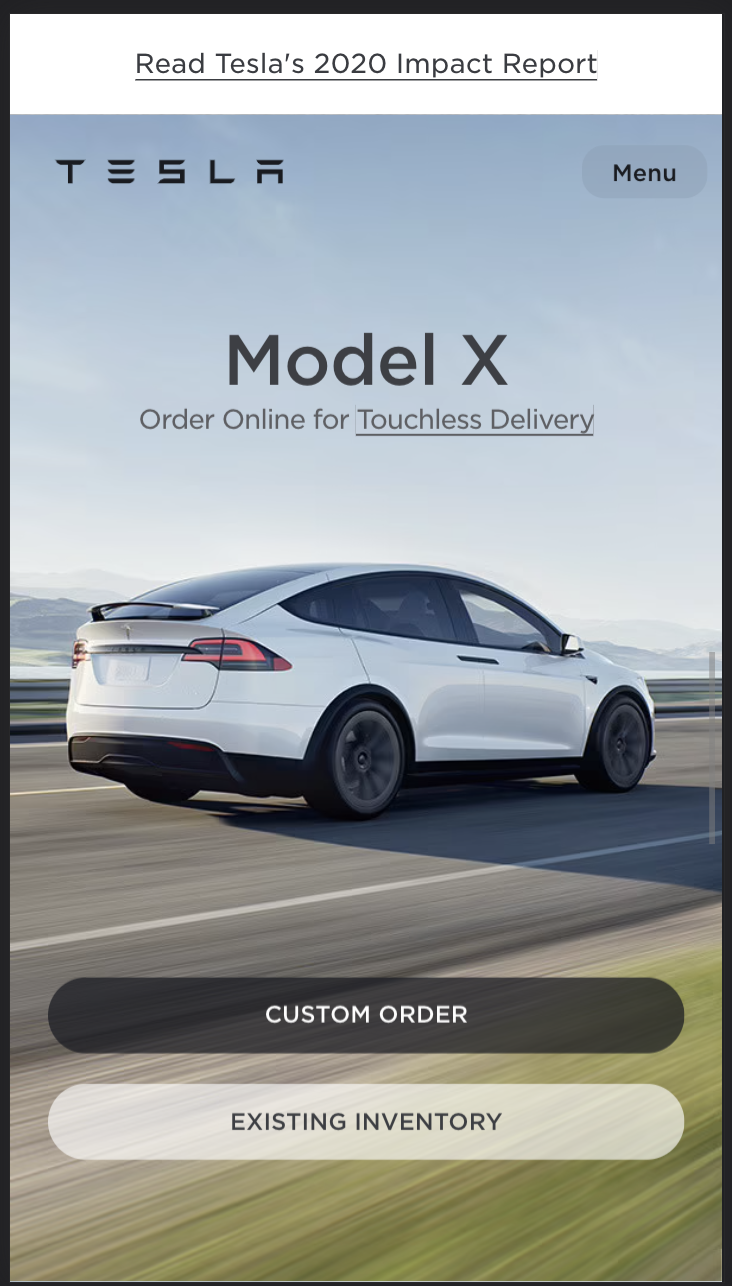 Read Tesla's 2020 Impact Report
TESLA
Menu
Model X
Order Online for Touchless Delivery
CUSTOM ORDER
EXISTING INVENTORY